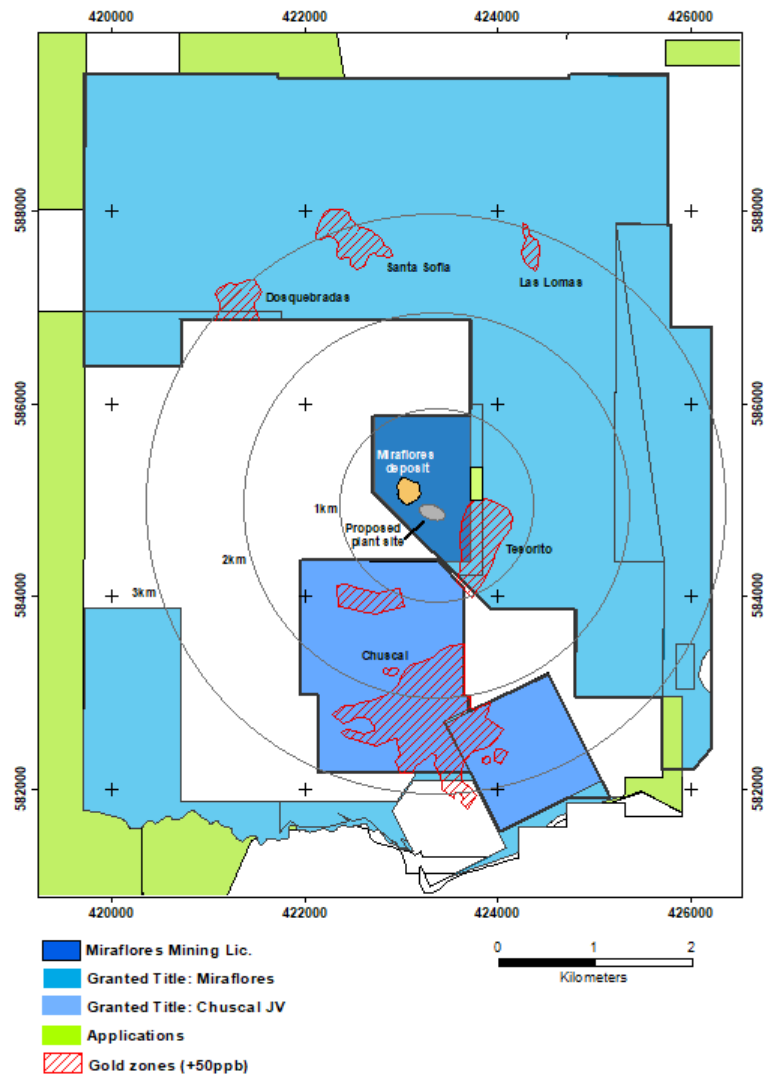 420000 422000 424000 426000
588000 588000
Santa Sofia
Las Lomas
Dosquebradas
586000 586000
Miraflores
deposit
1km
Proposed
plant site
Tesorito
2km
584000 584000
3km
Chuscal
582000 582000
420000 422000 424000 426000
Miraflores Mining Lic.
0 1 2
Kilometers
Granted Title: Miraflores
Granted Title: Chuscal JV
Applications
Gold zones (+50ppb)